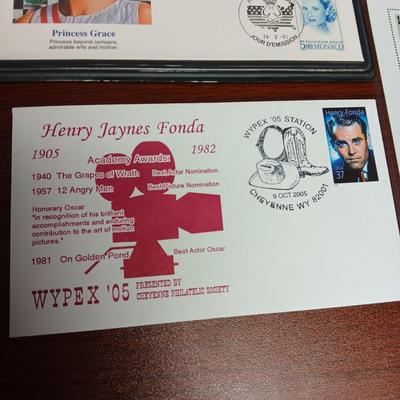 Princess Grace
Princess beyond compare,
admirable wife and mother.
JOUR D'EMISSION
5,00 MONACO
Henry Jaynes Fonda
1905 1982
Academy Awards:
1940 The Grapes of Wrath Best Actor Nomination
1957 12 Angry Men Best Picture Nomination
Honorary Oscar
"in recognition of his brilliant
accomplishments and enduring
contribution to the art of motion
pictures."
1981 On Golden Pond Best Actor Oscar
WYPEX '05 PRESENTED BY
CHEYENNE PHILATELIC SOCIETY
WYPEX '05 STATION
9 OCT 2005
CHEYENNE WY 82001
Henry Fonda
37